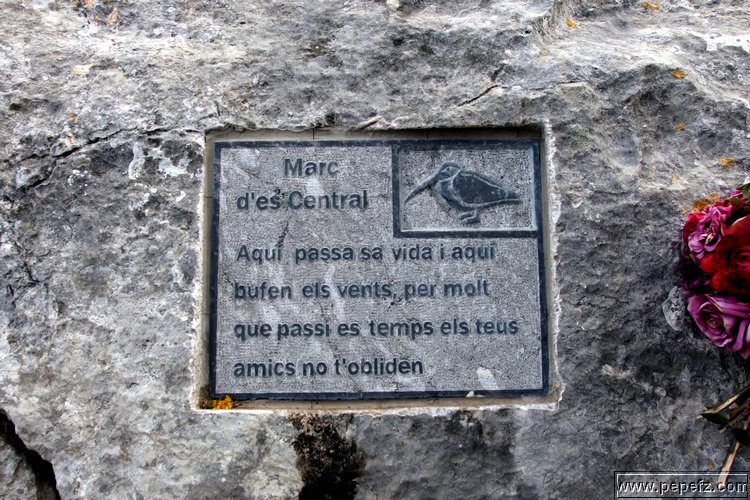 Marc
d'es Central
Aquí passa sa vida i aquí
bufen els vents, per molt
que passi es temps els teus
amics no t'obliden
www.pepefz.com